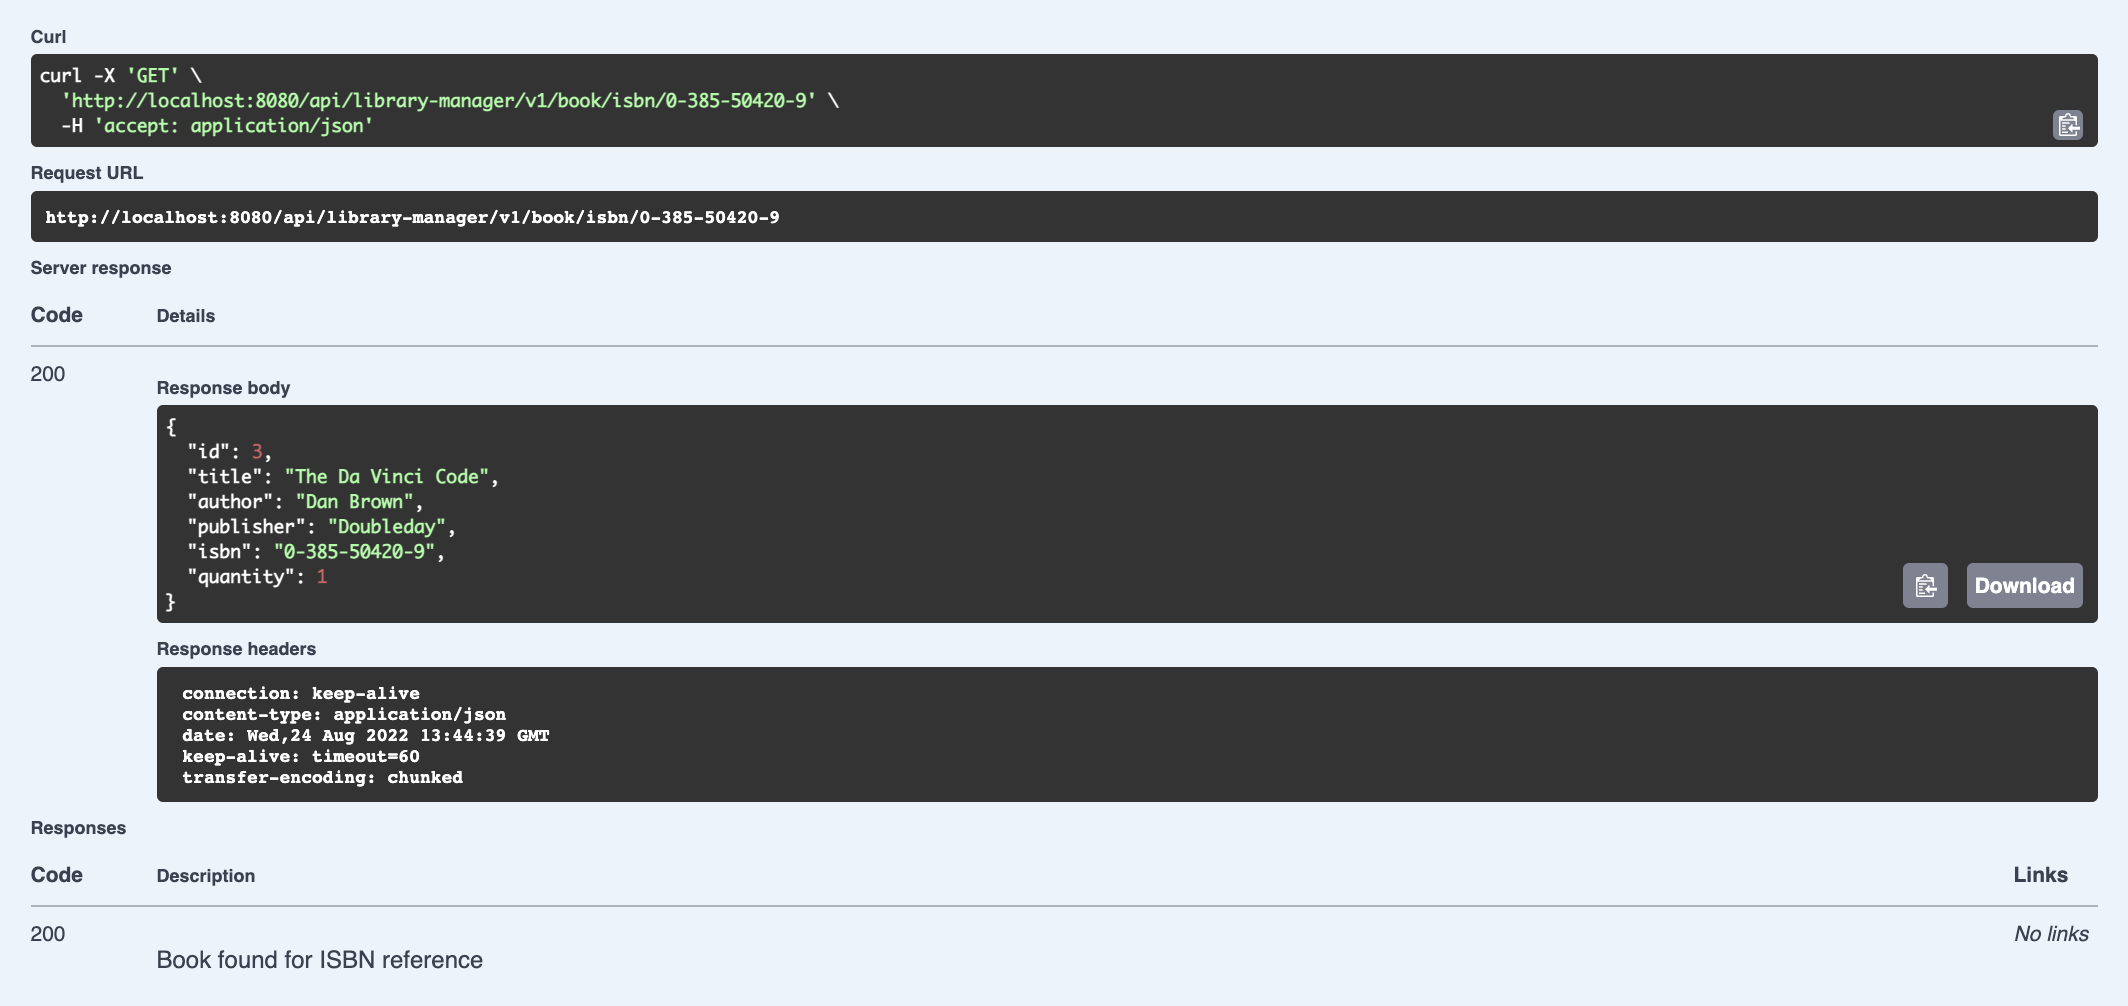 Curl
curl -X 'GET' \
  'http://localhost:8080/api/library-manager/v1/book/isbn/0-385-50420-9' \
  -H 'accept: application/json'
Request URL
http://localhost:8080/api/library-manager/v1/book/isbn/0-385-50420-9
Server response
Code Details
200
Response body
{
  "id": 3,
  "title": "The Da Vinci Code",
  "author": "Dan Brown",
  "publisher": "Doubleday",
  "isbn": "0-385-50420-9",
  "quantity": 1
}
Download
Response headers
connection: keep-alive
content-type: application/json
date: Wed,24 Aug 2022 13:44:39 GMT
keep-alive: timeout=60
transfer-encoding: chunked
Responses
Code Description Links
200 No links
Book found for ISBN reference